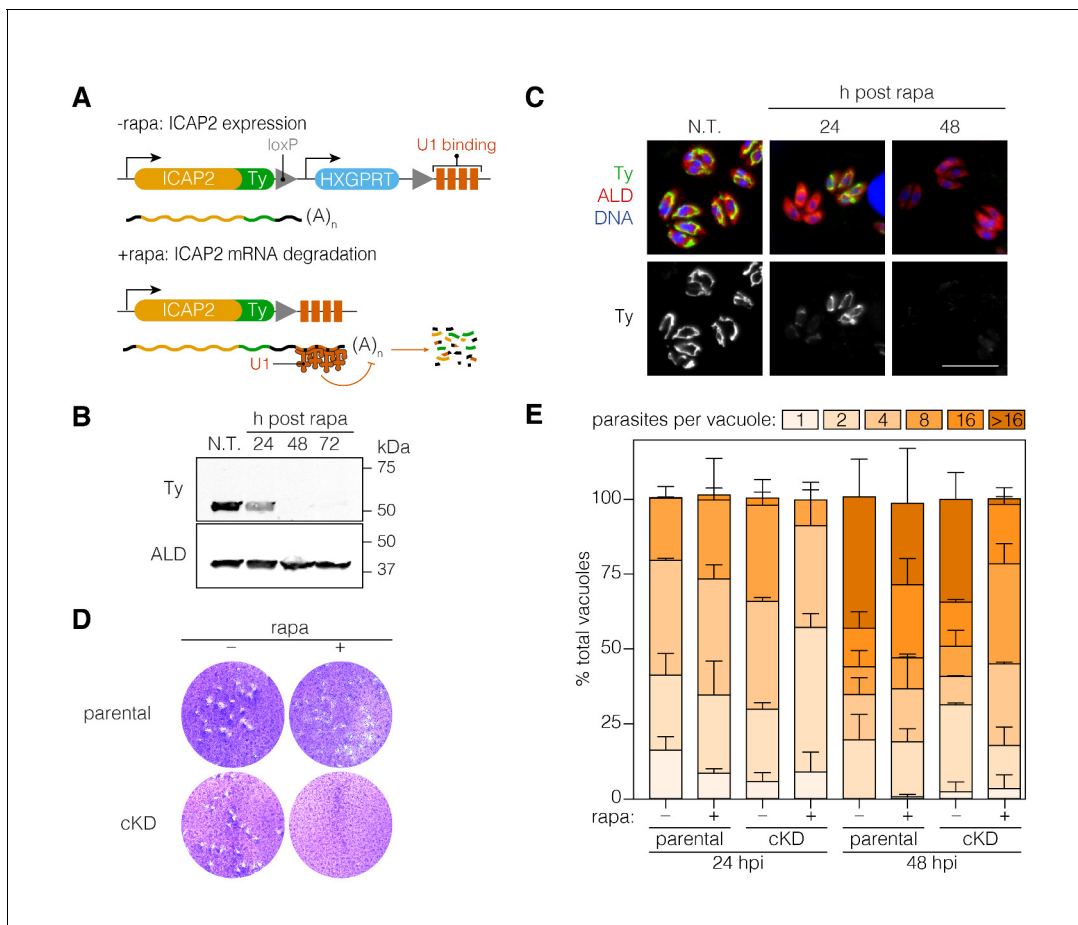 A
-rapa: ICAP2 expression
loxP
U1 binding
ICAP2 Ty HXGPRT
(A)n
+rapa: ICAP2 mRNA degradation
ICAP2 Ty
(A)n
U1
B
h post rapa
N.T. 24 48 72 kDa
Ty
75
50
ALD
50
37
C
h post rapa
N.T. 24 48
Ty
ALD
DNA
Ty
D
rapa
– +
parental
cKD
E
parasites per vacuole: 1 2 4 8 16 >16
% total vacuoles
100
75
50
25
0
rapa: – + – + – + – +
parental cKD parental cKD
24 hpi 48 hpi